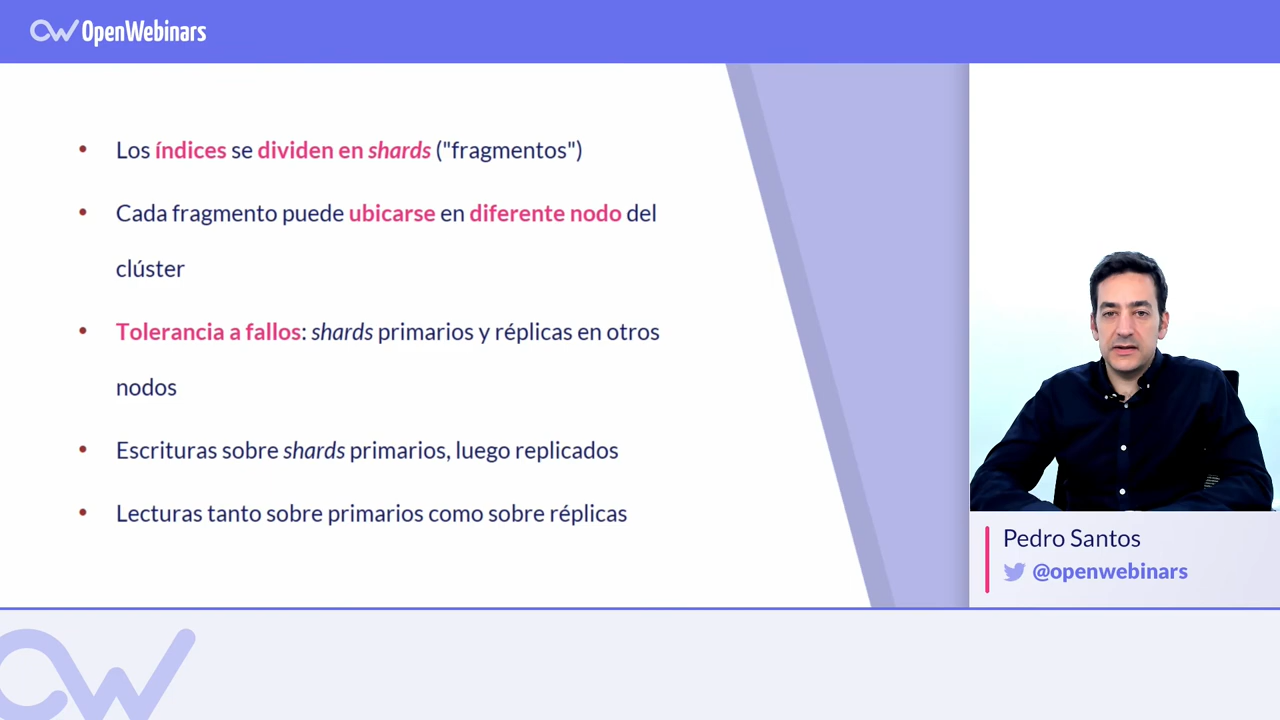 OpenWebinars
Los índices se dividen en shards ("fragmentos")
Cada fragmento puede ubicarse en diferente nodo del
clúster
Tolerancia a fallos: shards primarios y réplicas en otros
nodos
Escrituras sobre shards primarios, luego replicados
Lecturas tanto sobre primarios como sobre réplicas
Pedro Santos
@openwebinars